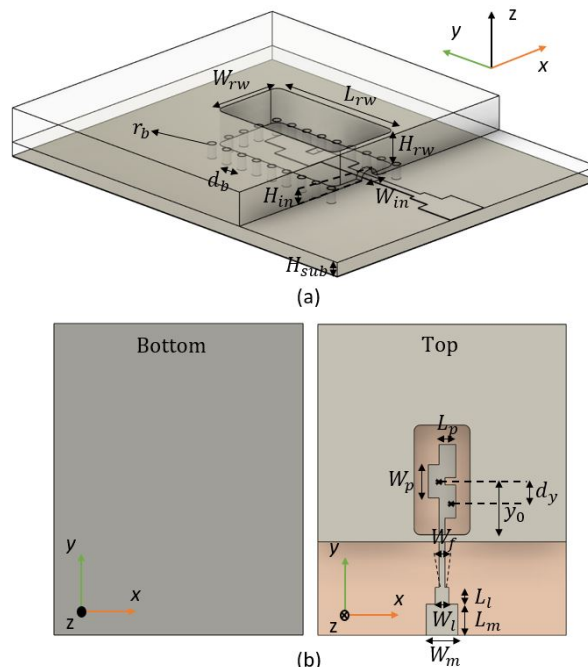 z
y
x
W_rw
L_rw
r_b
H_rw
d_b
H_in
W_in
H_sub
(a)
Bottom
Top
L_p
W_p
d_y
y_0
W_f
y
y
L_l
x
x
W_l
L_m
z
z
W_m
(b)